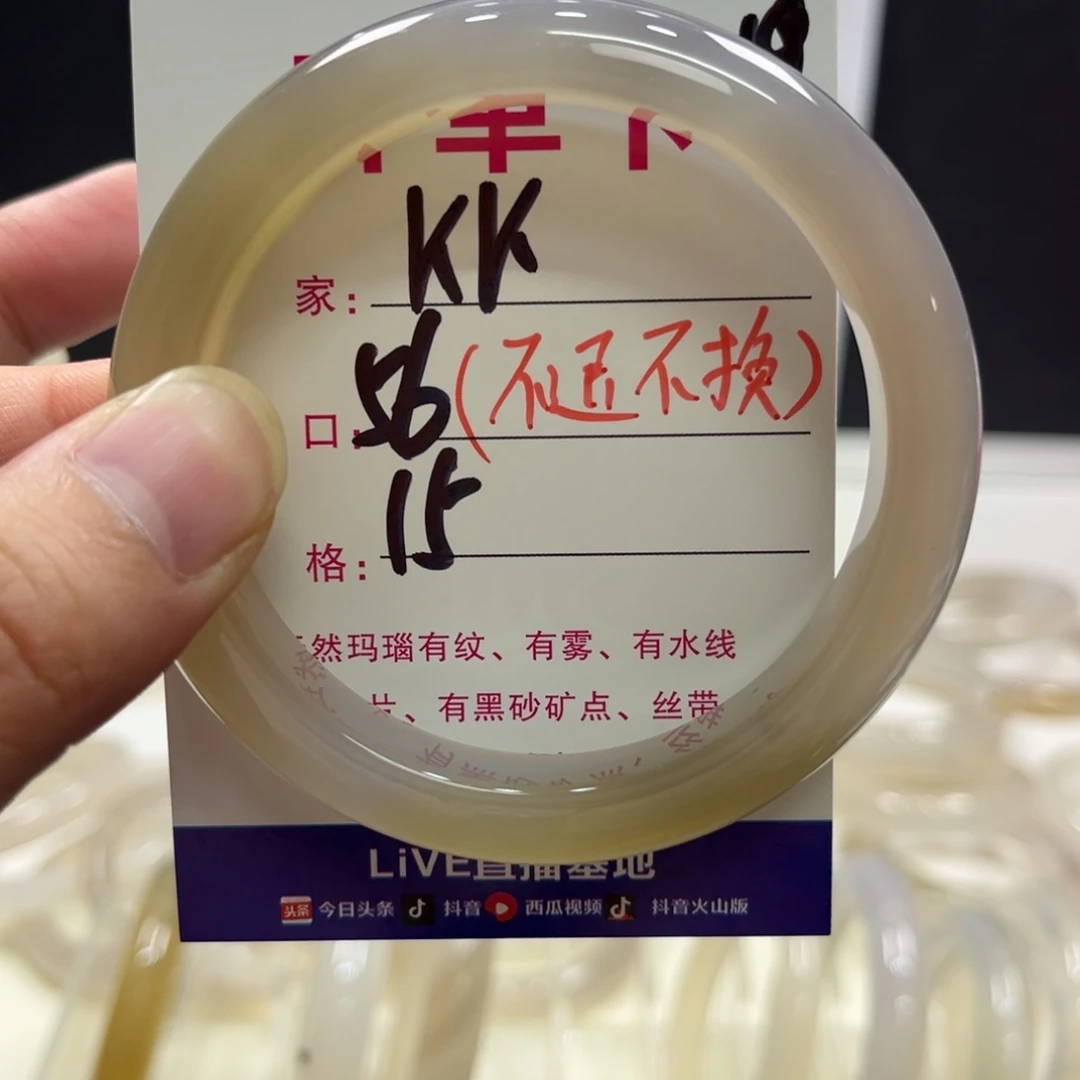 单卡
家：KK
口：56（不退不换）
格：15
然玛瑙有纹、有雾、有水线
片、有黑砂矿点、丝带
LiVE直播基地
今日头条 抖音 西瓜视频 抖音火山版